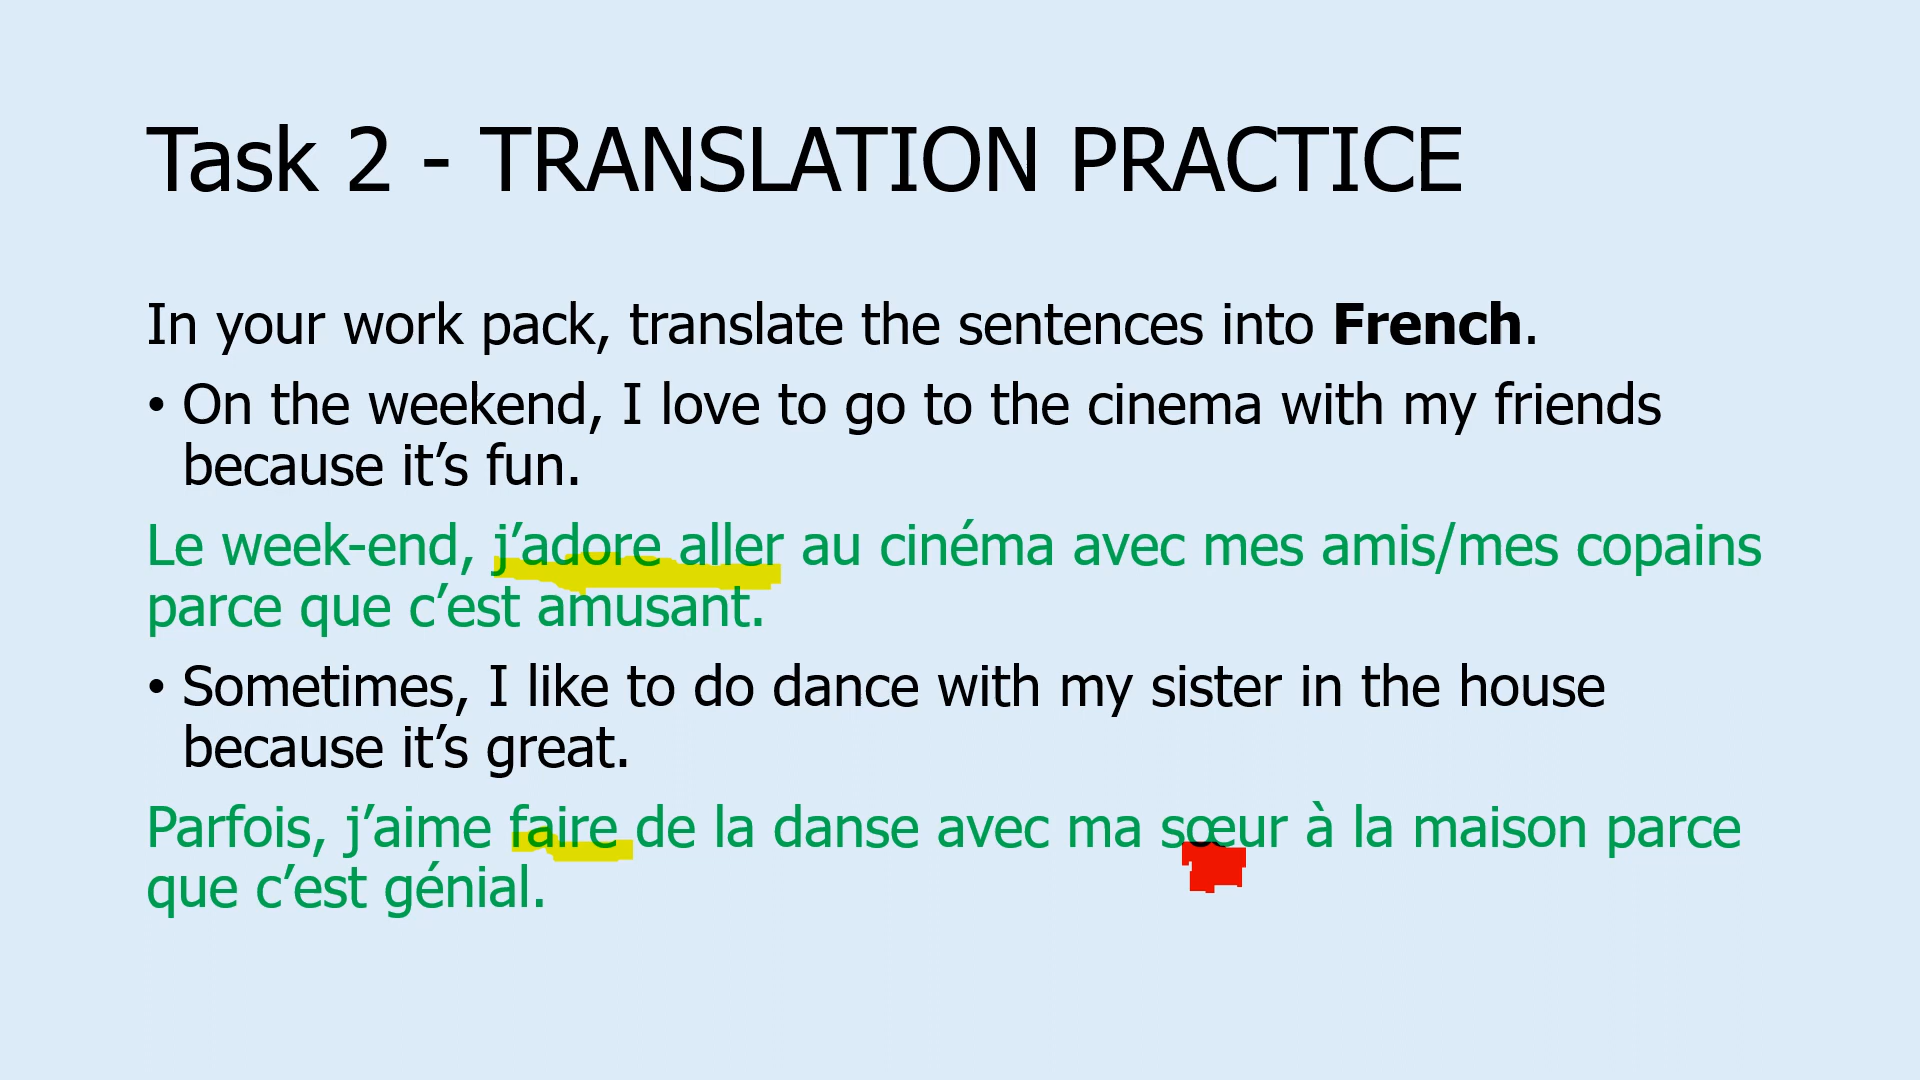 Task 2 - TRANSLATION PRACTICE
In your work pack, translate the sentences into French.
• On the weekend, I love to go to the cinema with my friends
because it’s fun.
Le week-end, j’adore aller au cinéma avec mes amis/mes copains
parce que c’est amusant.
• Sometimes, I like to do dance with my sister in the house
because it’s great.
Parfois, j’aime faire de la danse avec ma sœur à la maison parce
que c’est génial.